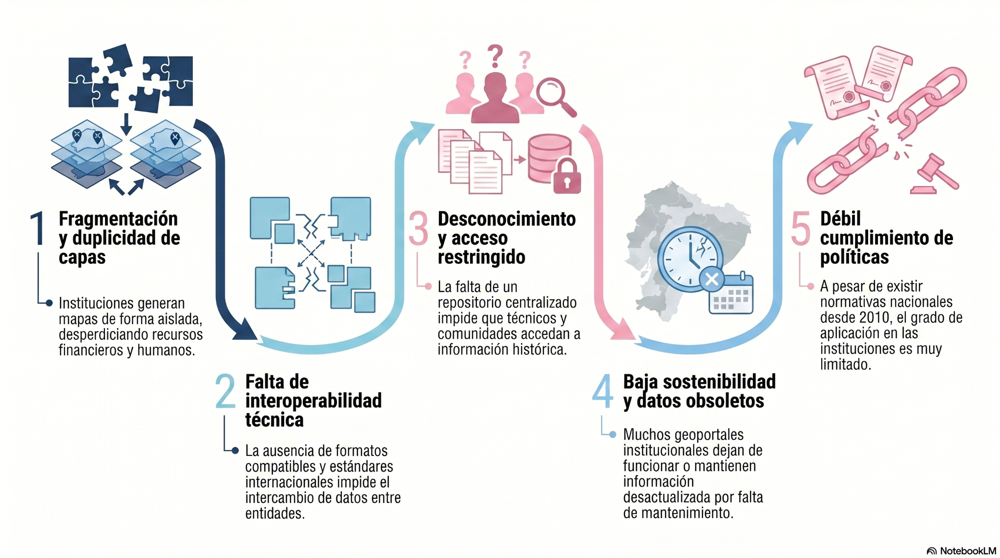 1
Fragmentación
y duplicidad de
capas
Instituciones generan
mapas de forma aislada,
desperdiciando recursos
financieros y humanos.
2
Falta de
interoperabilidad
técnica
La ausencia de formatos
compatibles y estándares
internacionales impide el
intercambio de datos entre
entidades.
? ? ?
3
Desconocimiento
y acceso
restringido
La falta de un
repositorio centralizado
impide que técnicos y
comunidades accedan a
información histórica.
4
Baja sostenibilidad
y datos obsoletos
Muchos geoportales
institucionales dejan de
funcionar o mantienen
información
desactualizada por falta
de mantenimiento.
5
Débil
cumplimiento de
políticas
A pesar de existir
normativas nacionales
desde 2010, el grado de
aplicación en las
instituciones es muy
limitado.
NotebookLM